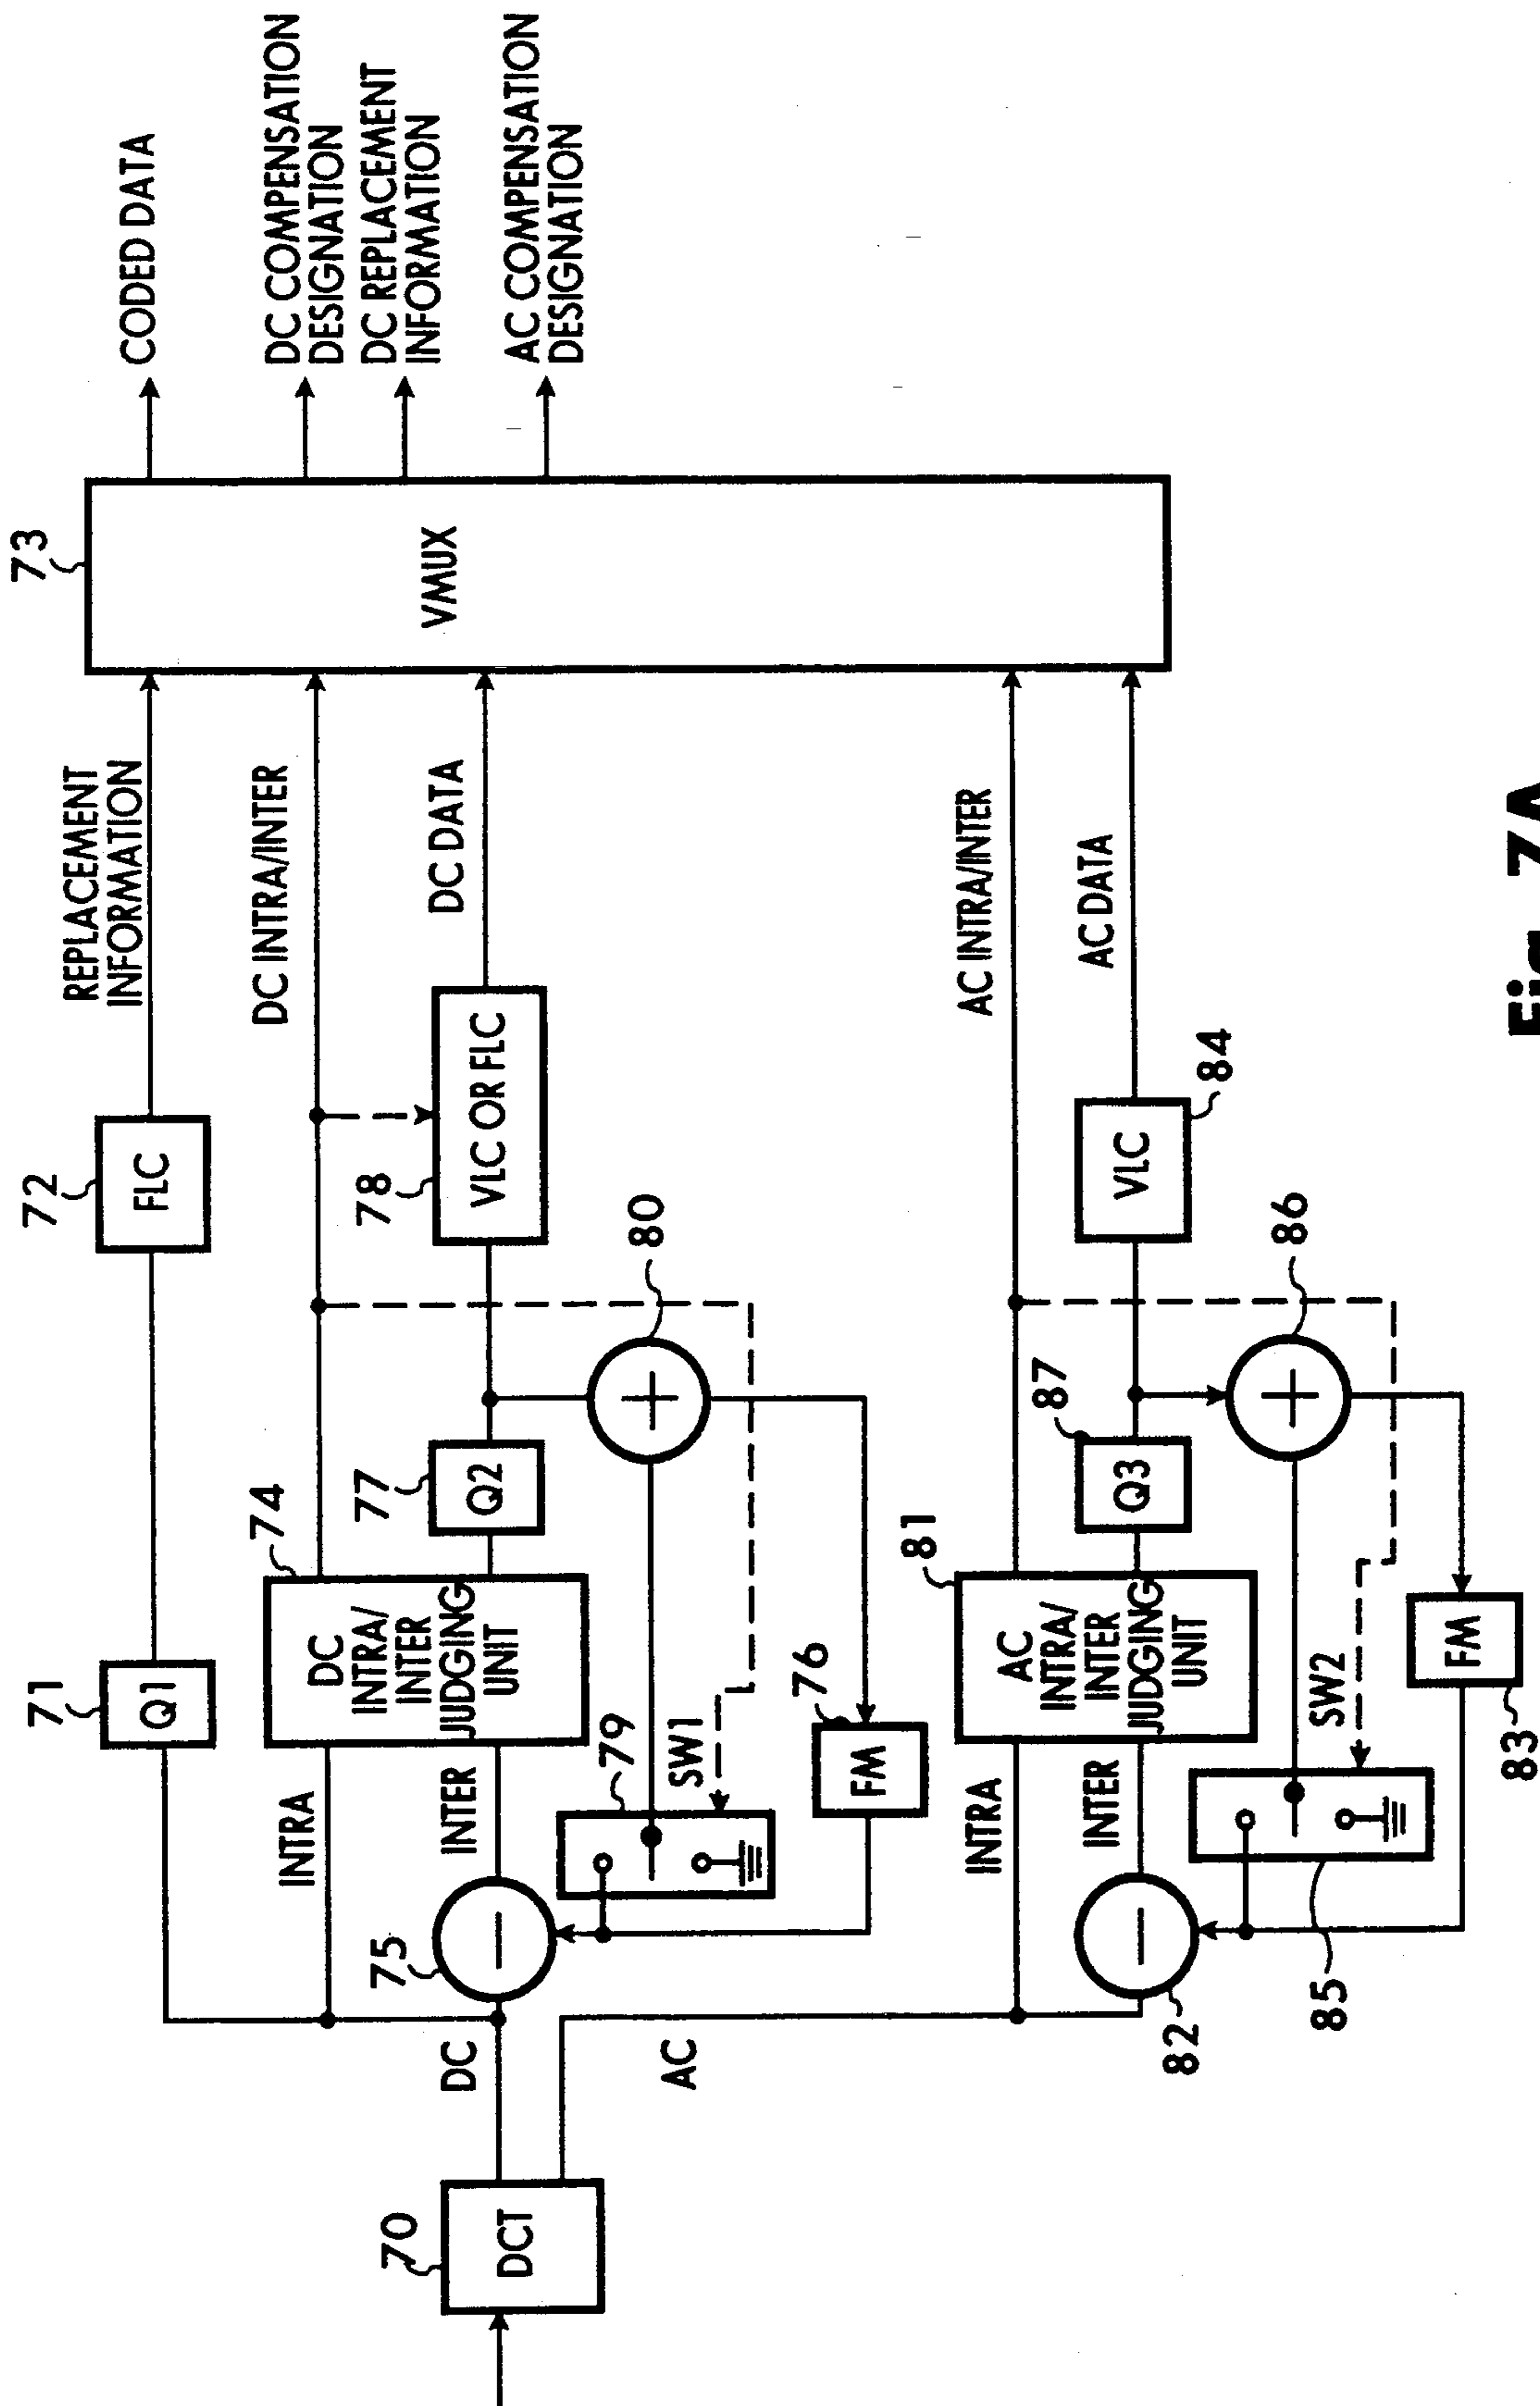 73
CODED DATA
DC COMPENSATION
DESIGNATION
DC REPLACEMENT
INFORMATION
AC COMPENSATION
DESIGNATION
VMUX
REPLACEMENT
INFORMATION
DC INTRA/INTER
DC DATA
AC INTRA/INTER
AC DATA
72
FLC
78
VLC OR FLC
80
84
VLC
86
71
Q1
74
DC
INTRA/
INTER
JUDGING
UNIT
77
Q2
81
AC
INTRA/
INTER
JUDGING
UNIT
87
Q3
INTRA
INTER
79
SW1
76
FM
INTRA
INTER
SW2
85
FM
83
75
82
DC
AC
70
DCT
Fig. 7A